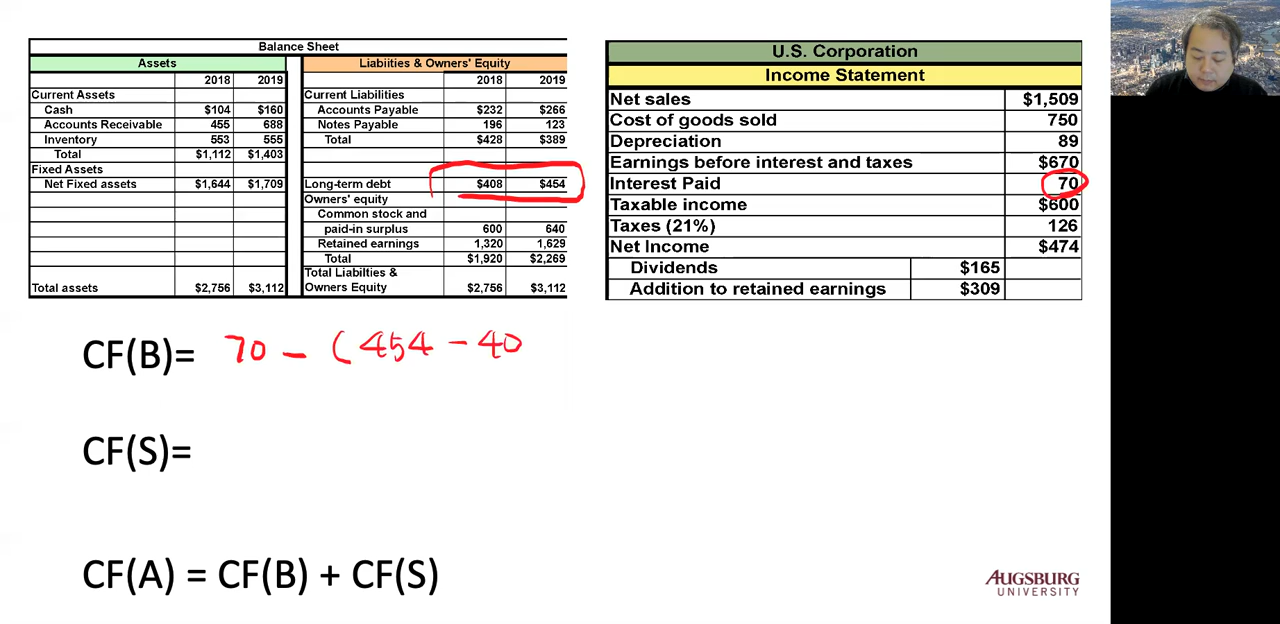 Balance Sheet
Assets Liabiities & Owners' Equity
2018 2019 2018 2019
Current Assets Current Liabilities
Cash $104 $160 Accounts Payable $232 $266
Accounts Receivable 455 688 Notes Payable 196 123
Inventory 553 555 Total $428 $389
Total $1,112 $1,403
Fixed Assets
Net Fixed assets $1,644 $1,709 Long-term debt $408 $454
Owners' equity
Common stock and
paid-in surplus 600 640
Retained earnings 1,320 1,629
Total $1,920 $2,269
Total Liabilties &
Total assets $2,756 $3,112 Owners Equity $2,756 $3,112
U.S. Corporation
Income Statement
Net sales $1,509
Cost of goods sold 750
Depreciation 89
Earnings before interest and taxes $670
Interest Paid 70
Taxable income $600
Taxes (21%) 126
Net Income $474
Dividends $165
Addition to retained earnings $309
CF(B)= 70 - (454 - 40
CF(S)=
CF(A) = CF(B) + CF(S)
AUGSBURG
UNIVERSITY